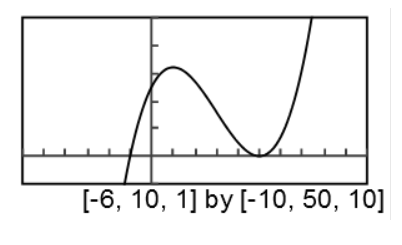 [-6, 10, 1] by [-10, 50, 10]